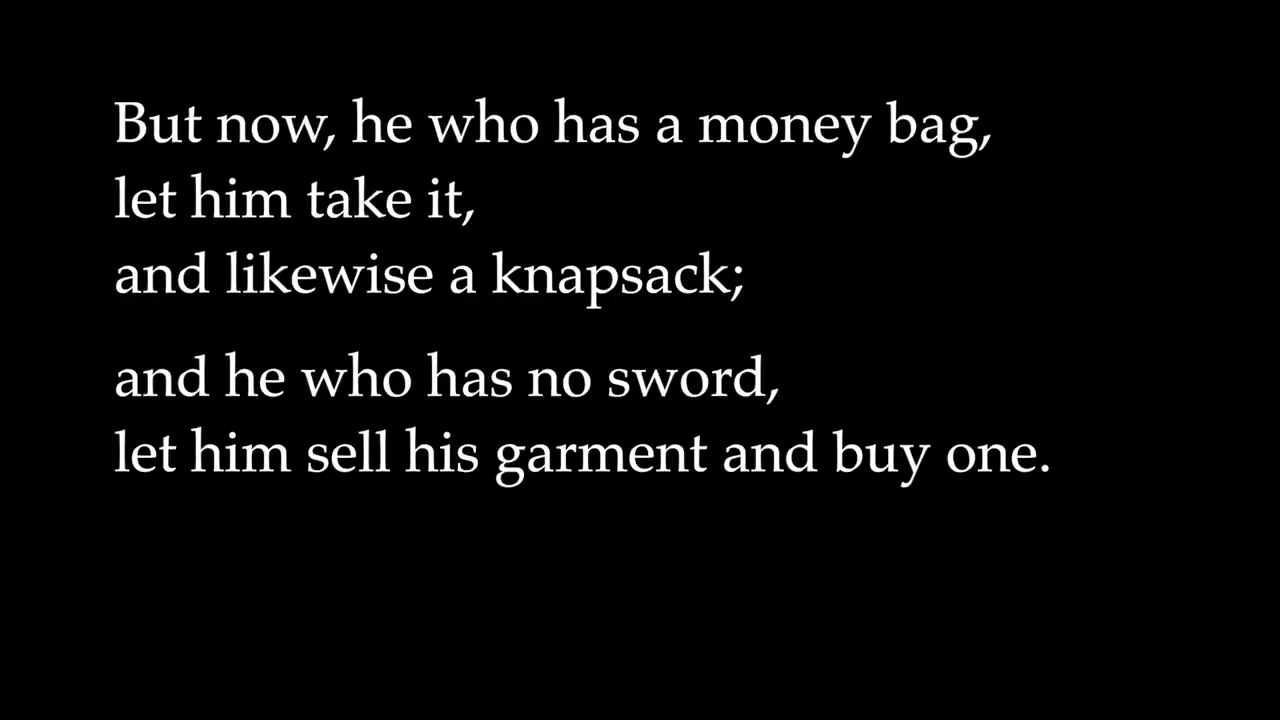 But now, he who has a money bag,
let him take it,
and likewise a knapsack;
and he who has no sword,
let him sell his garment and buy one.